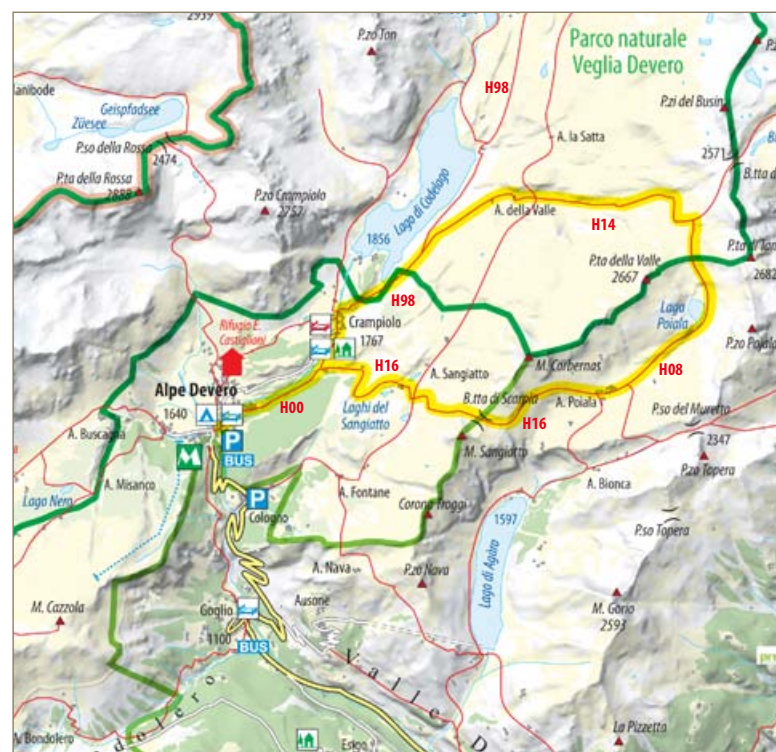 2939
P.zo Ton
Parco naturale
Veglia Devero
H98
Geispfadsee
Züesee
P.zi del Busin
P.so della Rossa
2474
A. la Satta
2571
P.ta della Rossa
2888
P.zo Crampiolo
2757
Lago di Codelago
1856
A. della Valle
H14
P.ta della Valle
2667
2682
H98
Rifugio E.
Castiglioni
Crampiolo
1767
Lago
Poiala
M. Corbernas
H16
A. Sangiatto
H08
Alpe Devero
1640
H00
Laghi del
Sangiatto
B.tta di Scarpia
A. Poiala
H16
P.so del Muretto
2347
A. Buscagna
P
BUS
M. Sangiatto
P.zo Topera
Lago Nero
A. Misanco
P
Cologno
A. Fontane
Corona Troggi
1597
A. Bionca
P.so Topera
A. Nava
P.zo Nava
Lago di Agàro
M. Cazzola
Goglio
1100
Ausone
M. Gorio
2593
BUS
Valle D
A. Bondolero
Esigo
La Pizzetta